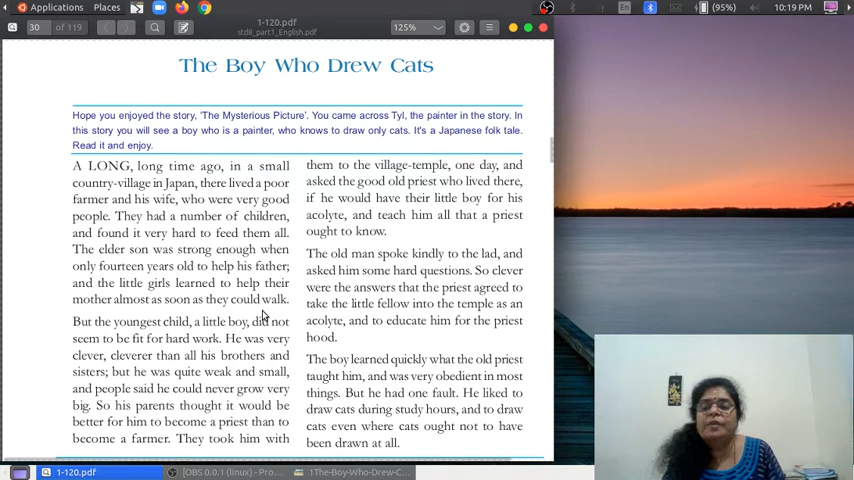 Applications
Places
1-120.pdf
En
(95%)
10:19 PM
30
of 119
std8_part1_English.pdf
125%
The Boy Who Drew Cats
Hope you enjoyed the story, 'The Mysterious Picture'. You came across Tyl, the painter in the story. In
this story you will see a boy who is a painter, who knows to draw only cats. It's a Japanese folk tale.
Read it and enjoy.
A LONG, long time ago, in a small
country-village in Japan, there lived a poor
farmer and his wife, who were very good
people. They had a number of children,
and found it very hard to feed them all.
The elder son was strong enough when
only fourteen years old to help his father;
and the little girls learned to help their
mother almost as soon as they could walk.
But the youngest child, a little boy, did not
seem to be fit for hard work. He was very
clever, cleverer than all his brothers and
sisters; but he was quite weak and small,
and people said he could never grow very
big. So his parents thought it would be
better for him to become a priest than to
become a farmer. They took him with
them to the village-temple, one day, and
asked the good old priest who lived there,
if he would have their little boy for his
acolyte, and teach him all that a priest
ought to know.
The old man spoke kindly to the lad, and
asked him some hard questions. So clever
were the answers that the priest agreed to
take the little fellow into the temple as an
acolyte, and to educate him for the priest
hood.
The boy learned quickly what the old priest
taught him, and was very obedient in most
things. But he had one fault. He liked to
draw cats during study hours, and to draw
cats even where cats ought not to have
been drawn at all.
1-120.pdf
[OBS 0.0.1 (linux) - Pro...
1The-Boy-Who-Drew-C...